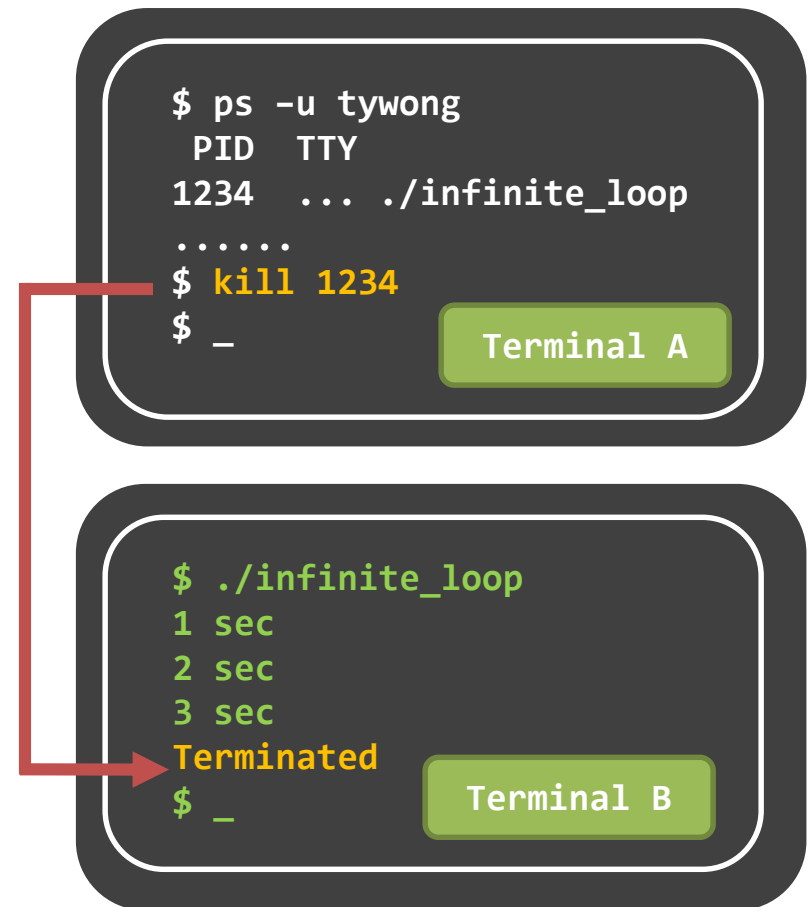 $ ps –u tywong
PID TTY
1234 ... ./infinite_loop
......
$ kill 1234
$ _
Terminal A
$ ./infinite_loop
1 sec
2 sec
3 sec
Terminated
$ _
Terminal B